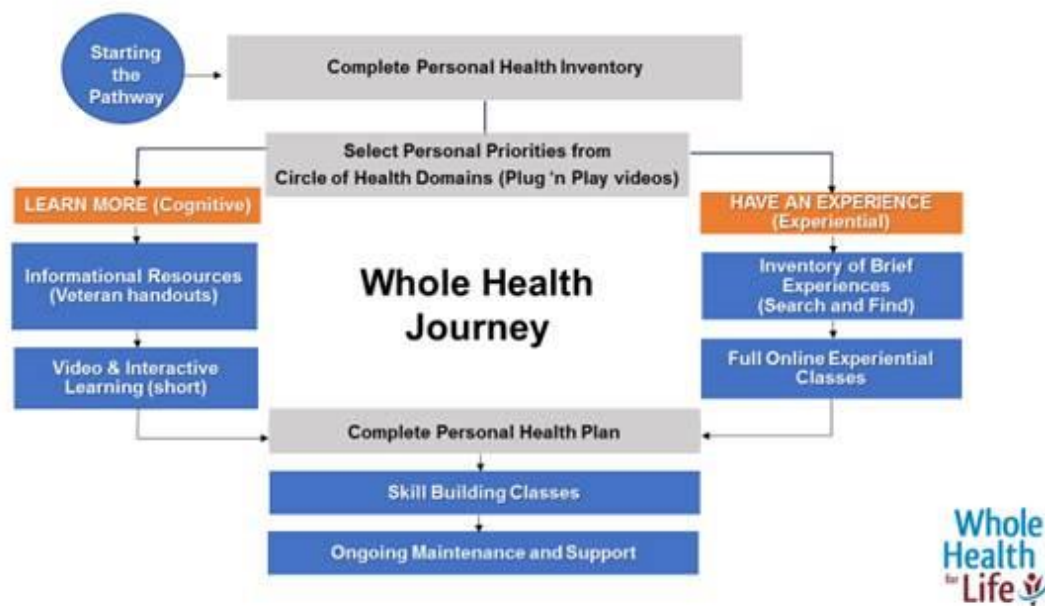 Starting
the
Pathway
Complete Personal Health Inventory
Select Personal Priorities from
Circle of Health Domains (Plug 'n Play videos)
LEARN MORE (Cognitive)
HAVE AN EXPERIENCE
(Experiential)
Informational Resources
(Veteran handouts)
Inventory of Brief
Experiences
(Search and Find)
Whole Health
Journey
Video & Interactive
Learning (short)
Full Online Experiential
Classes
Complete Personal Health Plan
Skill Building Classes
Ongoing Maintenance and Support
Whole
Health
for Life